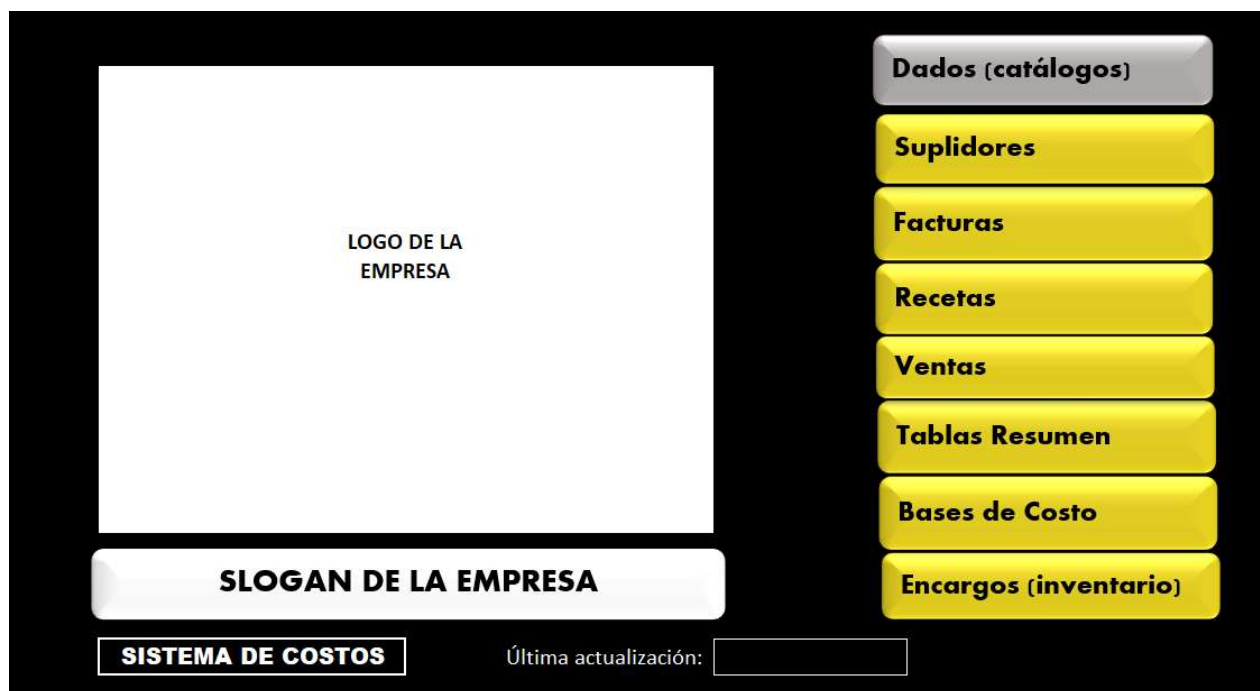 LOGO DE LA
EMPRESA
SLOGAN DE LA EMPRESA
SISTEMA DE COSTOS
Última actualización:
Dados (catálogos)
Suplidores
Facturas
Recetas
Ventas
Tablas Resumen
Bases de Costo
Encargos (inventario)